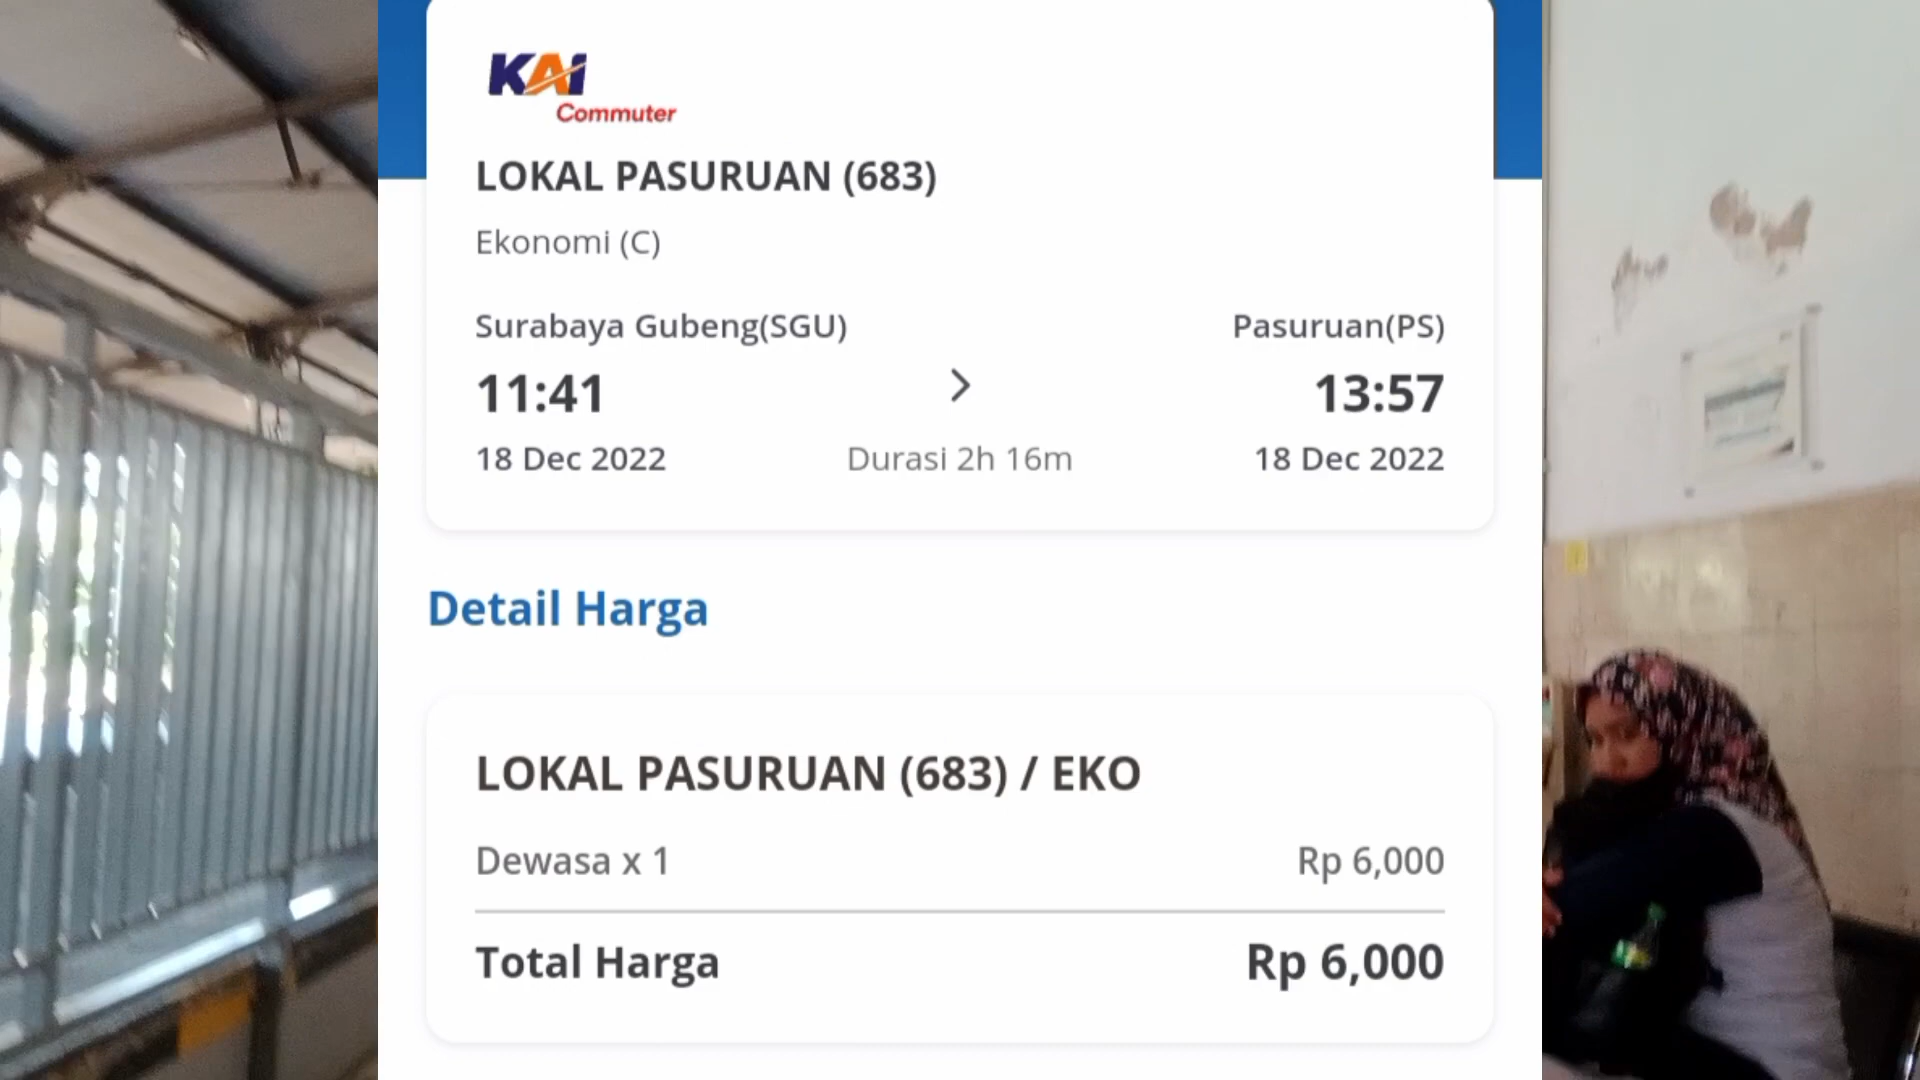 KAI
Commuter
LOKAL PASURUAN (683)
Ekonomi (C)
Surabaya Gubeng(SGU)
Pasuruan(PS)
11:41
>
13:57
18 Dec 2022
Durasi 2h 16m
18 Dec 2022
Detail Harga
LOKAL PASURUAN (683) / EKO
Dewasa x 1
Rp 6,000
Total Harga
Rp 6,000